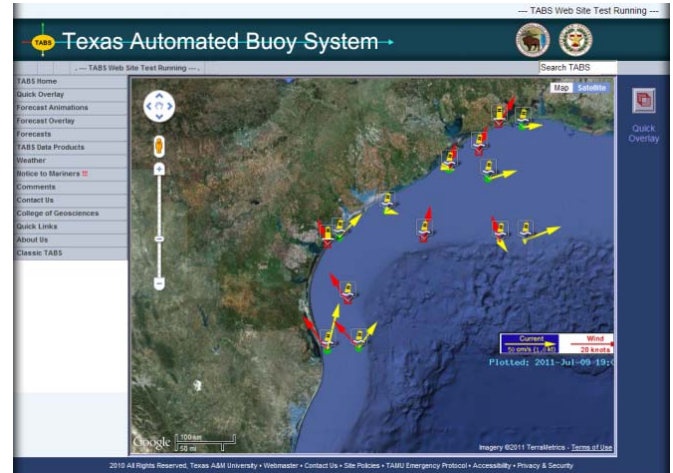 --- TABS Web Site Test Running ---
TABS Texas Automated Buoy System
. --- TABS Web Site Test Running --- .
Search TABS
TABS Home
Quick Overlay
Forecast Animations
Forecast Overlay
Forecasts
TABS Data Products
Weather
Notice to Mariners !!!
Comments
Contact Us
College of Geosciences
Quick Links
About Us
Classic TABS
Map Satellite
Quick
Overlay
Current Wind
20 knots
Plotted: 2011-Jul-09 19:
Google
100 km
50 mi
Imagery ©2011 TerraMetrics - Terms of Use
2010 All Rights Reserved, Texas A&M University • Webmaster • Contact Us • Site Policies • TAMU Emergency Protocol • Accessibility • Privacy & Security